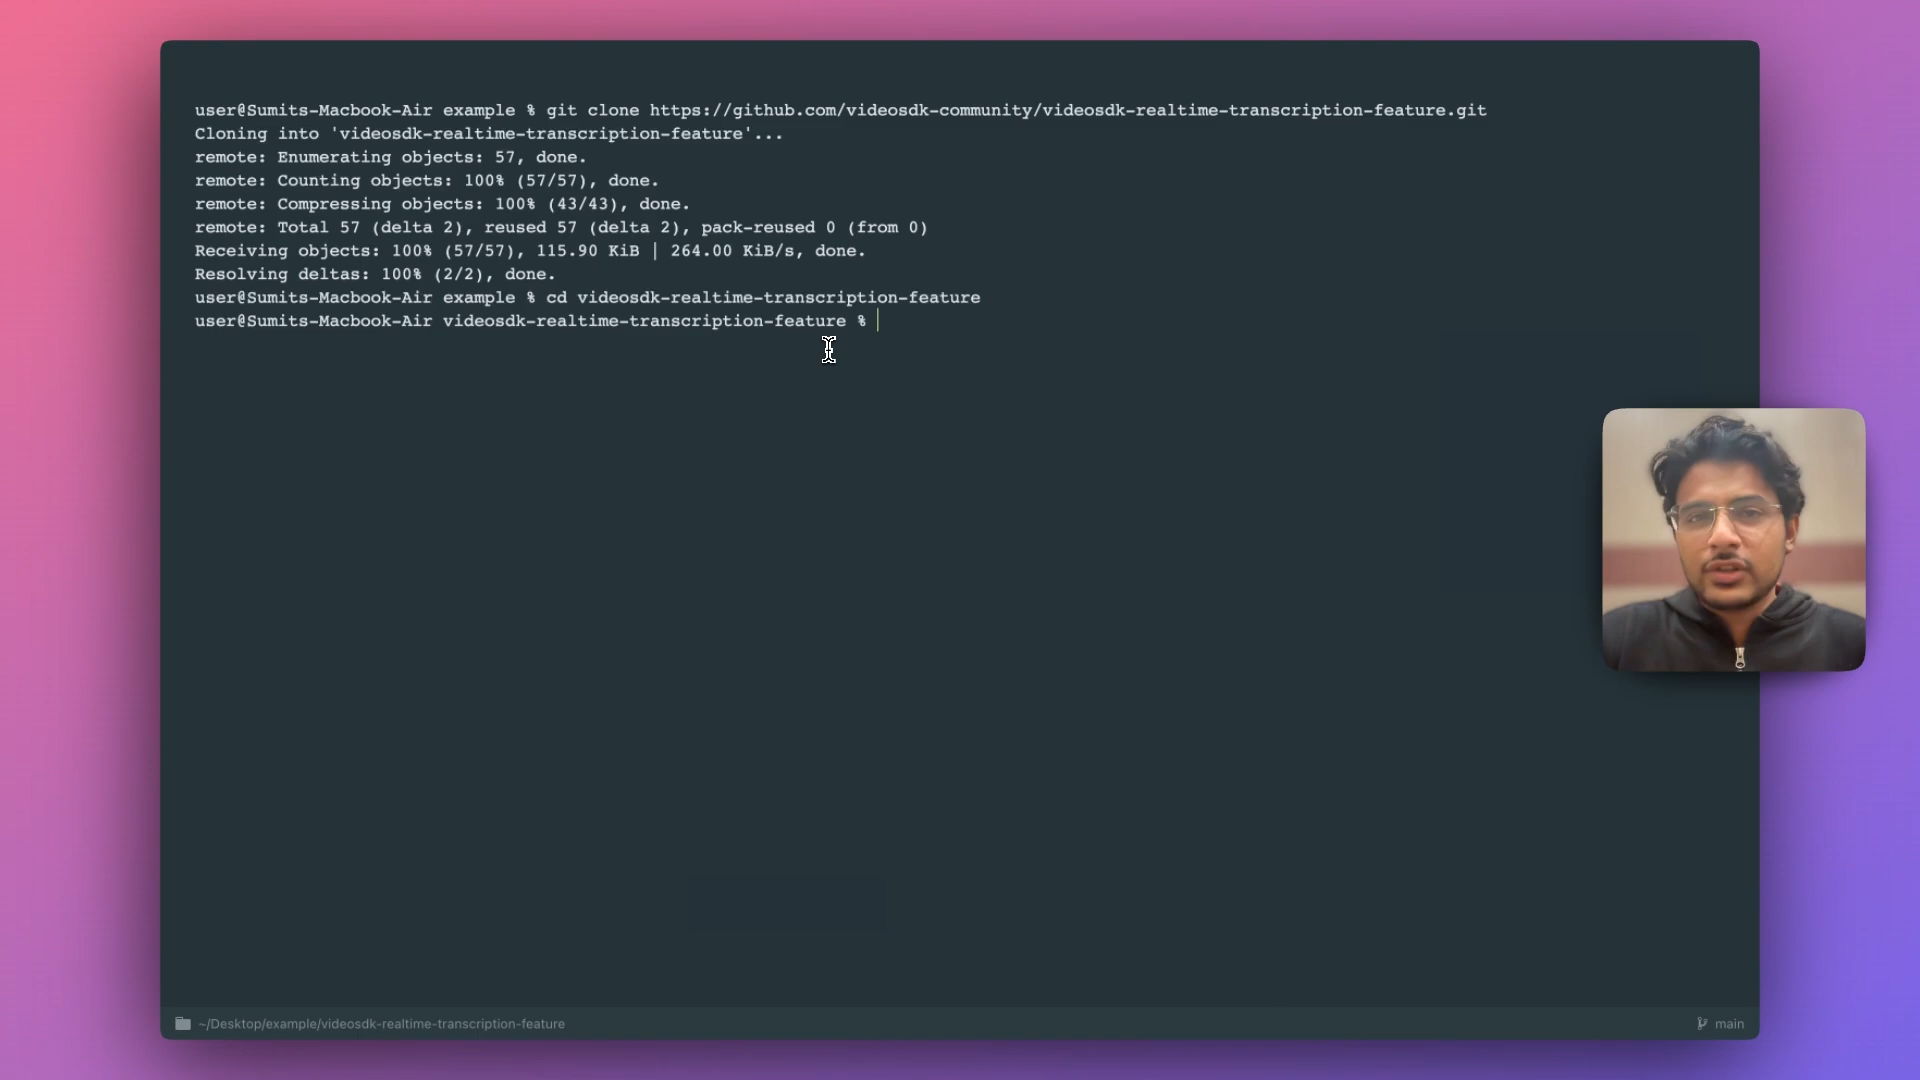 user@Sumits-Macbook-Air example % git clone https://github.com/videosdk-community/videosdk-realtime-transcription-feature.git
Cloning into 'videosdk-realtime-transcription-feature'...
remote: Enumerating objects: 57, done.
remote: Counting objects: 100% (57/57), done.
remote: Compressing objects: 100% (43/43), done.
remote: Total 57 (delta 2), reused 57 (delta 2), pack-reused 0 (from 0)
Receiving objects: 100% (57/57), 115.90 KiB | 264.00 KiB/s, done.
Resolving deltas: 100% (2/2), done.
user@Sumits-Macbook-Air example % cd videosdk-realtime-transcription-feature
user@Sumits-Macbook-Air videosdk-realtime-transcription-feature %
~/Desktop/example/videosdk-realtime-transcription-feature
main